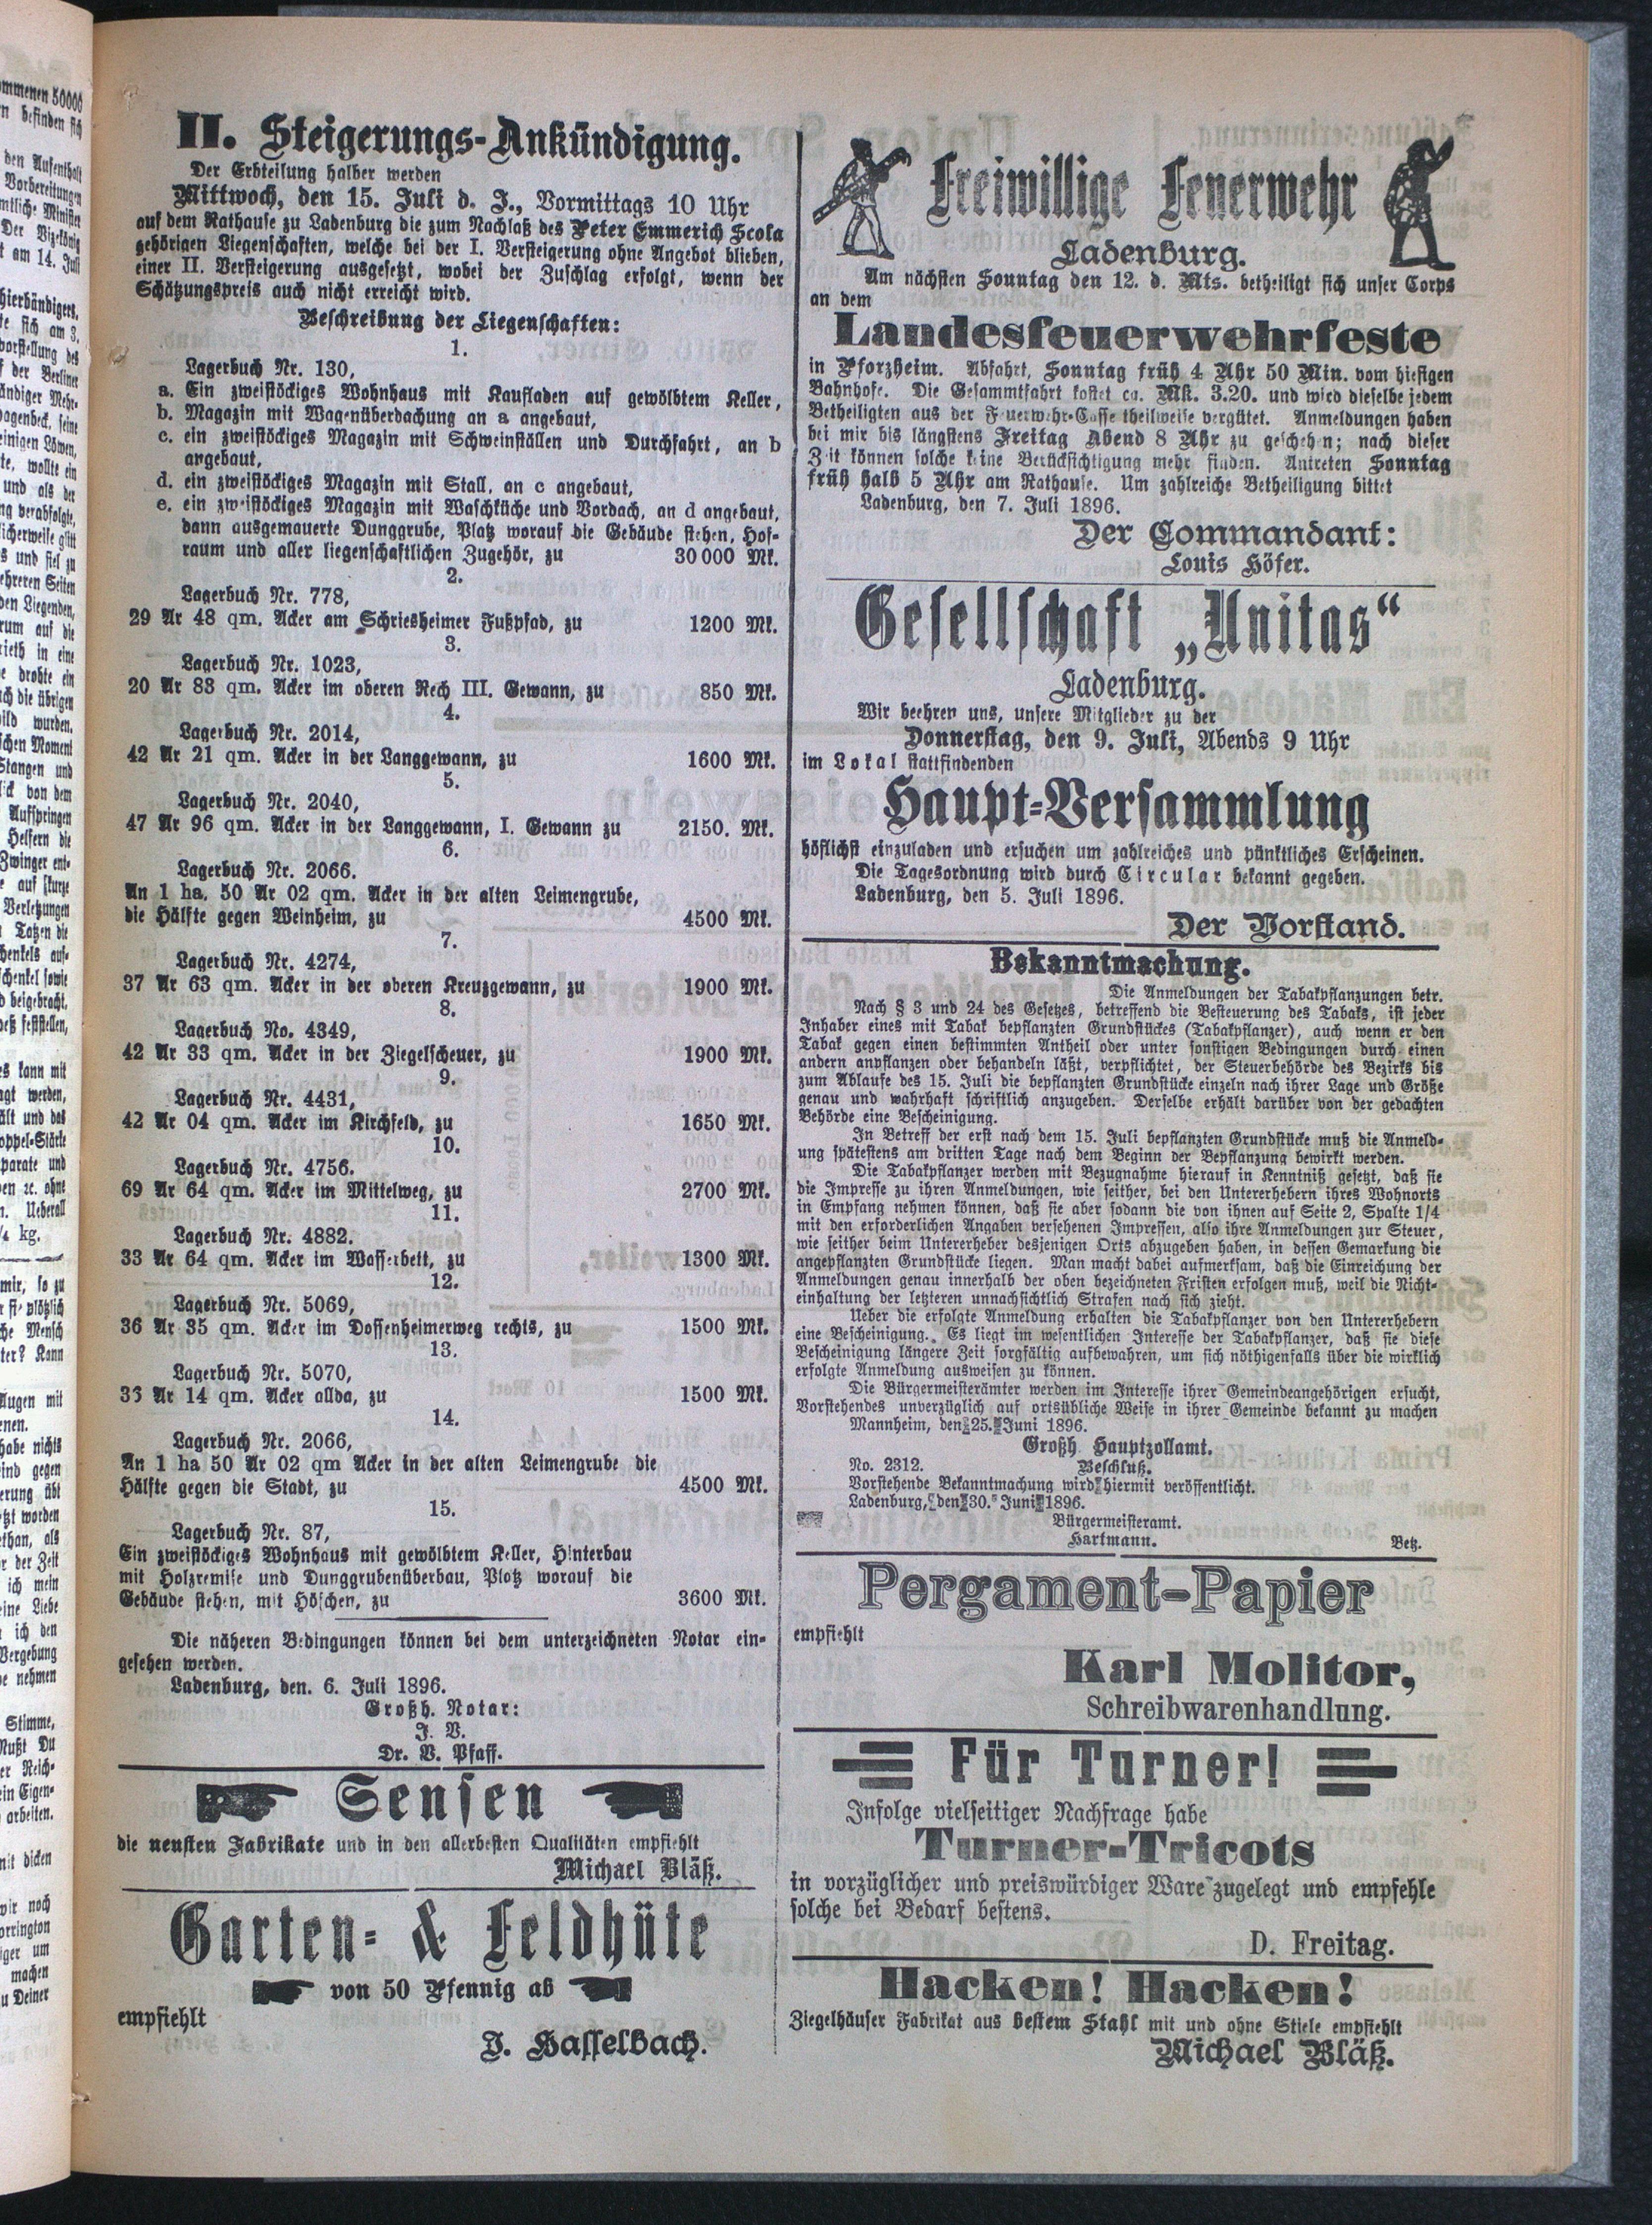 II. Steigerungs-Ankündigung.
Der Erbteilung halber werden
Mittwoch, den 15. Juli d. J., Vormittags 10 Uhr
auf dem Rathause zu Ladenburg die zum Nachlaß des Peter Emmerich Scola
gehörigen Liegenschaften, welche bei der I. Versteigerung ohne Angebot blieben,
einer II. Versteigerung ausgesetzt, wobei der Zuschlag erfolgt, wenn der
Schätzungspreis auch nicht erreicht wird.
Beschreibung der Liegenschaften:
1.
Lagerbuch Nr. 130,
a. Ein zweistöckiges Wohnhaus mit Kaufladen auf gewölbtem Keller,
b. Magazin mit Wagenüberdachung an a angebaut,
c. ein zweistöckiges Magazin mit Schweinställen und Durchfahrt, an b
angebaut,
d. ein zweistöckiges Magazin mit Stall, an c angebaut,
e. ein zweistöckiges Magazin mit Waschküche und Vordach, an d angebaut,
dann ausgemauerte Dunggrube, Platz worauf die Gebäude stehen, Hof-
raum und aller liegenschaftlichen Zugehör, zu 30 000 Mk.
2.
Lagerbuch Nr. 778,
29 Ar 48 qm. Acker am Schriesheimer Fußpfad, zu 1200 Mk.
3.
Lagerbuch Nr. 1023,
20 Ar 83 qm. Acker im oberen Rech III. Gewann, zu 850 Mk.
4.
Lagerbuch Nr. 2014,
42 Ar 21 qm. Acker in der Langgewann, zu 1600 Mk.
5.
Lagerbuch Nr. 2040,
47 Ar 96 qm. Acker in der Langgewann, I. Gewann zu 2150. Mk.
6.
Lagerbuch Nr. 2066.
An 1 ha. 50 Ar 02 qm. Acker in der alten Leimengrube,
die Hälfte gegen Weinheim, zu 4500 Mk.
7.
Lagerbuch Nr. 4274,
37 Ar 63 qm. Acker in der oberen Kreuzgewann, zu 1900 Mk.
8.
Lagerbuch No. 4349,
42 Ar 33 qm. Acker in der Ziegelscheuer, zu 1900 Mk.
9.
Lagerbuch Nr. 4431,
42 Ar 04 qm. Acker im Kirchfeld, zu 1650 Mk.
10.
Lagerbuch Nr. 4756.
69 Ar 64 qm. Acker im Mittelweg, zu 2700 Mk.
11.
Lagerbuch Nr. 4882.
33 Ar 64 qm. Acker im Wasserbett, zu 1300 Mk.
12.
Lagerbuch Nr. 5069,
36 Ar 35 qm. Acker im Dossenheimerweg rechts, zu 1500 Mk.
13.
Lagerbuch Nr. 5070,
Ar 14 qm. Acker allda, zu 1500 Mk.
14.
Lagerbuch Nr. 2066,
An 1 ha 50 Ar 02 qm Acker in der alten Leimengrube die
Hälfte gegen die Stadt, zu 4500 Mk.
15.
Lagerbuch Nr. 87,
Ein zweistöckiges Wohnhaus mit gewölbtem Keller, Hinterbau
mit Holzremise und Dunggrubenüberbau, Platz worauf die
Gebäude stehen, mit Höschen, zu 3600 Mk.
Die näheren Bedingungen können bei dem unterzeichneten Notar ein-
gesehen werden.
Ladenburg, den. 6. Juli 1896.
Großh. Notar:
J. V.
Dr. V. Pfaff.
Sensen
die neusten Fabrikate und in den allerbesten Qualitäten empfiehlt
Michael Bläß.
Garten- & Feldhüte
von 50 Pfennig ab
empfiehlt
J. Hasselbach.
Freiwillige Feuerwehr
Ladenburg.
Am nächsten Sonntag den 12. d. Mts. betheiligt sich unser Corps
an dem
Landesfeuerwehrfeste
in Pforzheim. Abfahrt, Sonntag früh 4 Uhr 50 Min. vom hiesigen
Bahnhofe. Die Gesammtfahrt kostet ca. Mk. 3.20. und wird dieselbe jedem
Betheiligten aus der Feuerwehr-Casse theilweise vergütet. Anmeldungen haben
bei mir bis längstens Freitag Abend 8 Uhr zu geschehen; nach dieser
Zeit können solche keine Berücksichtigung mehr finden. Antreten Sonntag
früh halb 5 Uhr am Rathause. Um zahlreiche Betheiligung bittet
Ladenburg, den 7. Juli 1896.
Der Commandant:
Louis Höfer.
Gesellschaft „Unitas“
Ladenburg.
Wir beehren uns, unsere Mitglieder zu der
Donnerstag, den 9. Juli, Abends 9 Uhr
im Lokal stattfindenden
Haupt-Versammlung
höflichst einzuladen und ersuchen um zahlreiches und pünktliches Erscheinen.
Die Tagesordnung wird durch Circular bekannt gegeben.
Ladenburg, den 5. Juli 1896.
Der Vorstand.
Bekanntmachung.
Die Anmeldungen der Tabakpflanzungen betr.
Nach § 3 und 24 des Gesetzes, betreffend die Besteuerung des Tabaks, ist jeder
Inhaber eines mit Tabak bepflanzten Grundstückes (Tabakpflanzer), auch wenn er den
Tabak gegen einen bestimmten Antheil oder unter sonstigen Bedingungen durch einen
andern anpflanzen oder behandeln läßt, verpflichtet, der Steuerbehörde des Bezirks bis
zum Ablaufe des 15. Juli die bepflanzten Grundstücke einzeln nach ihrer Lage und Größe
genau und wahrhaft schriftlich anzugeben. Derselbe erhält darüber von der gedachten
Behörde eine Bescheinigung.
In Betreff der erst nach dem 15. Juli bepflanzten Grundstücke muß die Anmeld-
ung spätestens am dritten Tage nach dem Beginn der Bepflanzung bewirkt werden.
Die Tabakpflanzer werden mit Bezugnahme hierauf in Kenntniß gesetzt, daß sie
die Impresse zu ihren Anmeldungen, wie seither, bei den Untererhebern ihres Wohnorts
in Empfang nehmen können, daß sie aber sodann die von ihnen auf Seite 2, Spalte 1/4
mit den erforderlichen Angaben versehenen Impressen, also ihre Anmeldungen zur Steuer,
wie seither beim Untererheber desjenigen Orts abzugeben haben, in dessen Gemarkung die
angepflanzten Grundstücke liegen. Man macht dabei aufmerksam, daß die Einreichung der
Anmeldungen genau innerhalb der oben bezeichneten Fristen erfolgen muß, weil die Nicht-
einhaltung der letzteren unnachsichtlich Strafen nach sich zieht.
Ueber die erfolgte Anmeldung erhalten die Tabakpflanzer von den Untererhebern
eine Bescheinigung. Es liegt im wesentlichen Interesse der Tabakpflanzer, daß sie diese
Bescheinigung längere Zeit sorgfältig aufbewahren, um sich nöthigenfalls über die wirklich
erfolgte Anmeldung ausweisen zu können.
Die Bürgermeisterämter werden im Interesse ihrer Gemeindeangehörigen ersucht,
Vorstehendes unverzüglich auf ortsübliche Weise in ihrer Gemeinde bekannt zu machen
Mannheim, den 25. Juni 1896.
Großh. Hauptzollamt.
No. 2312. Beschluß.
Vorstehende Bekanntmachung wird hiermit veröffentlicht.
Ladenburg, den 30. Juni 1896.
Bürgermeisteramt.
Hartmann. Betz.
Pergament-Papier
empfiehlt
Karl Molitor,
Schreibwarenhandlung.
Für Turner!
Infolge vielseitiger Nachfrage habe
Turner-Tricots
in vorzüglicher und preiswürdiger Ware zugelegt und empfehle
solche bei Bedarf bestens.
D. Freitag.
Hacken! Hacken!
Ziegelhäuser Fabrikat aus bestem Stahl mit und ohne Stiele empfiehlt
Michael Bläß.